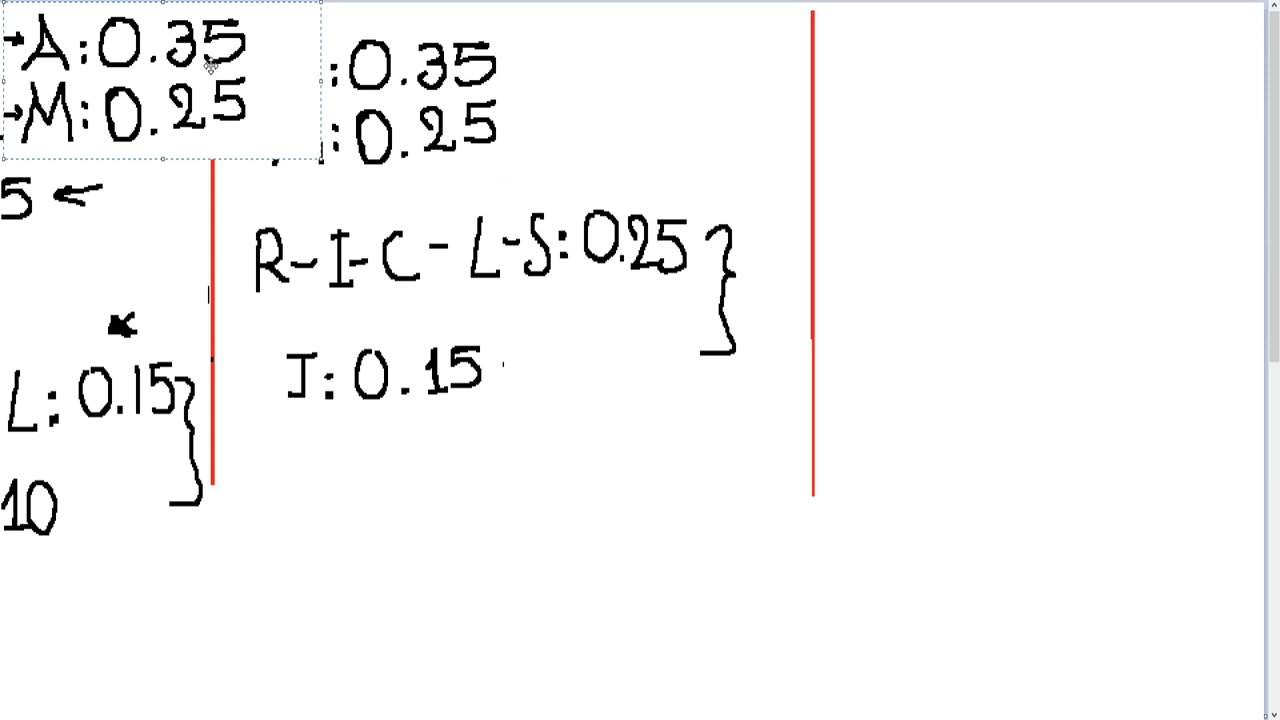 →A:0.35
→M:0.25
:0.35
:0.25
5 ←
R-I-C-L-S:0.25}
L:0.15}
J:0.15
10